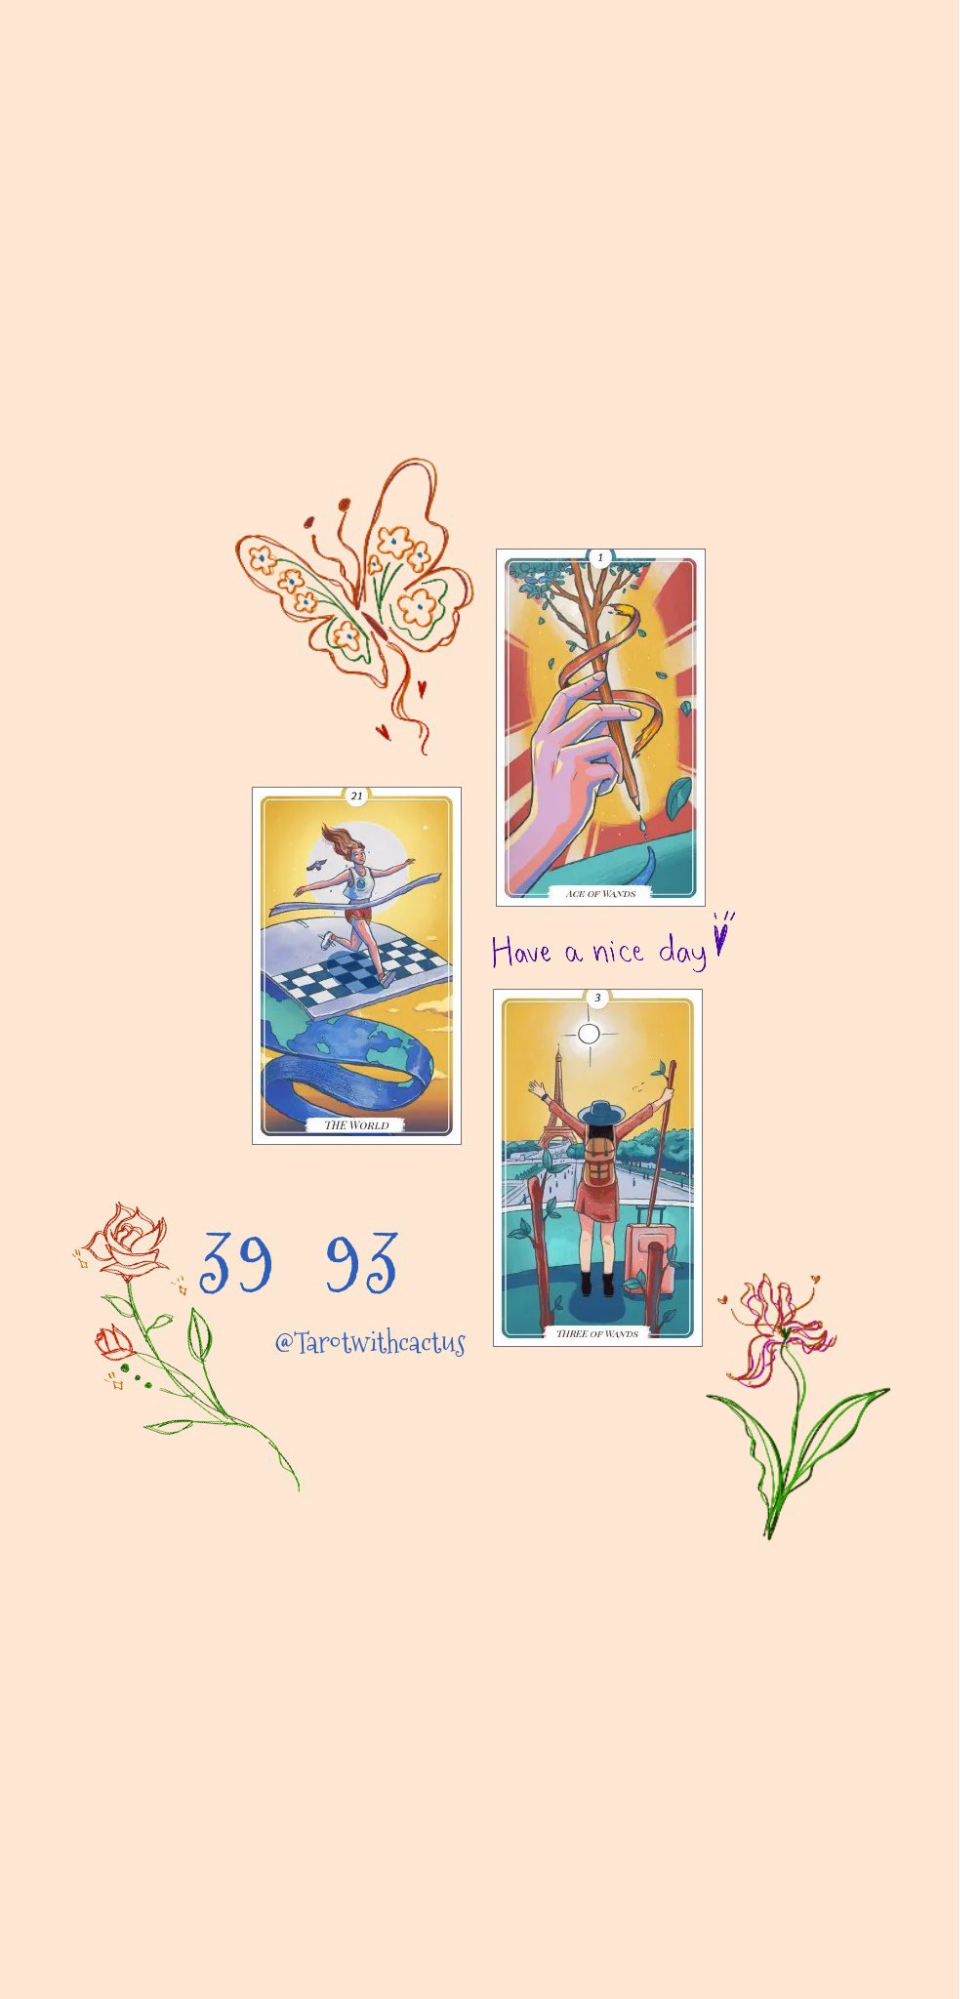 1
ACE OF WANDS
21
THE WORLD
Have a nice day
3
THREE OF WANDS
39 93
@Tarotwithcactus